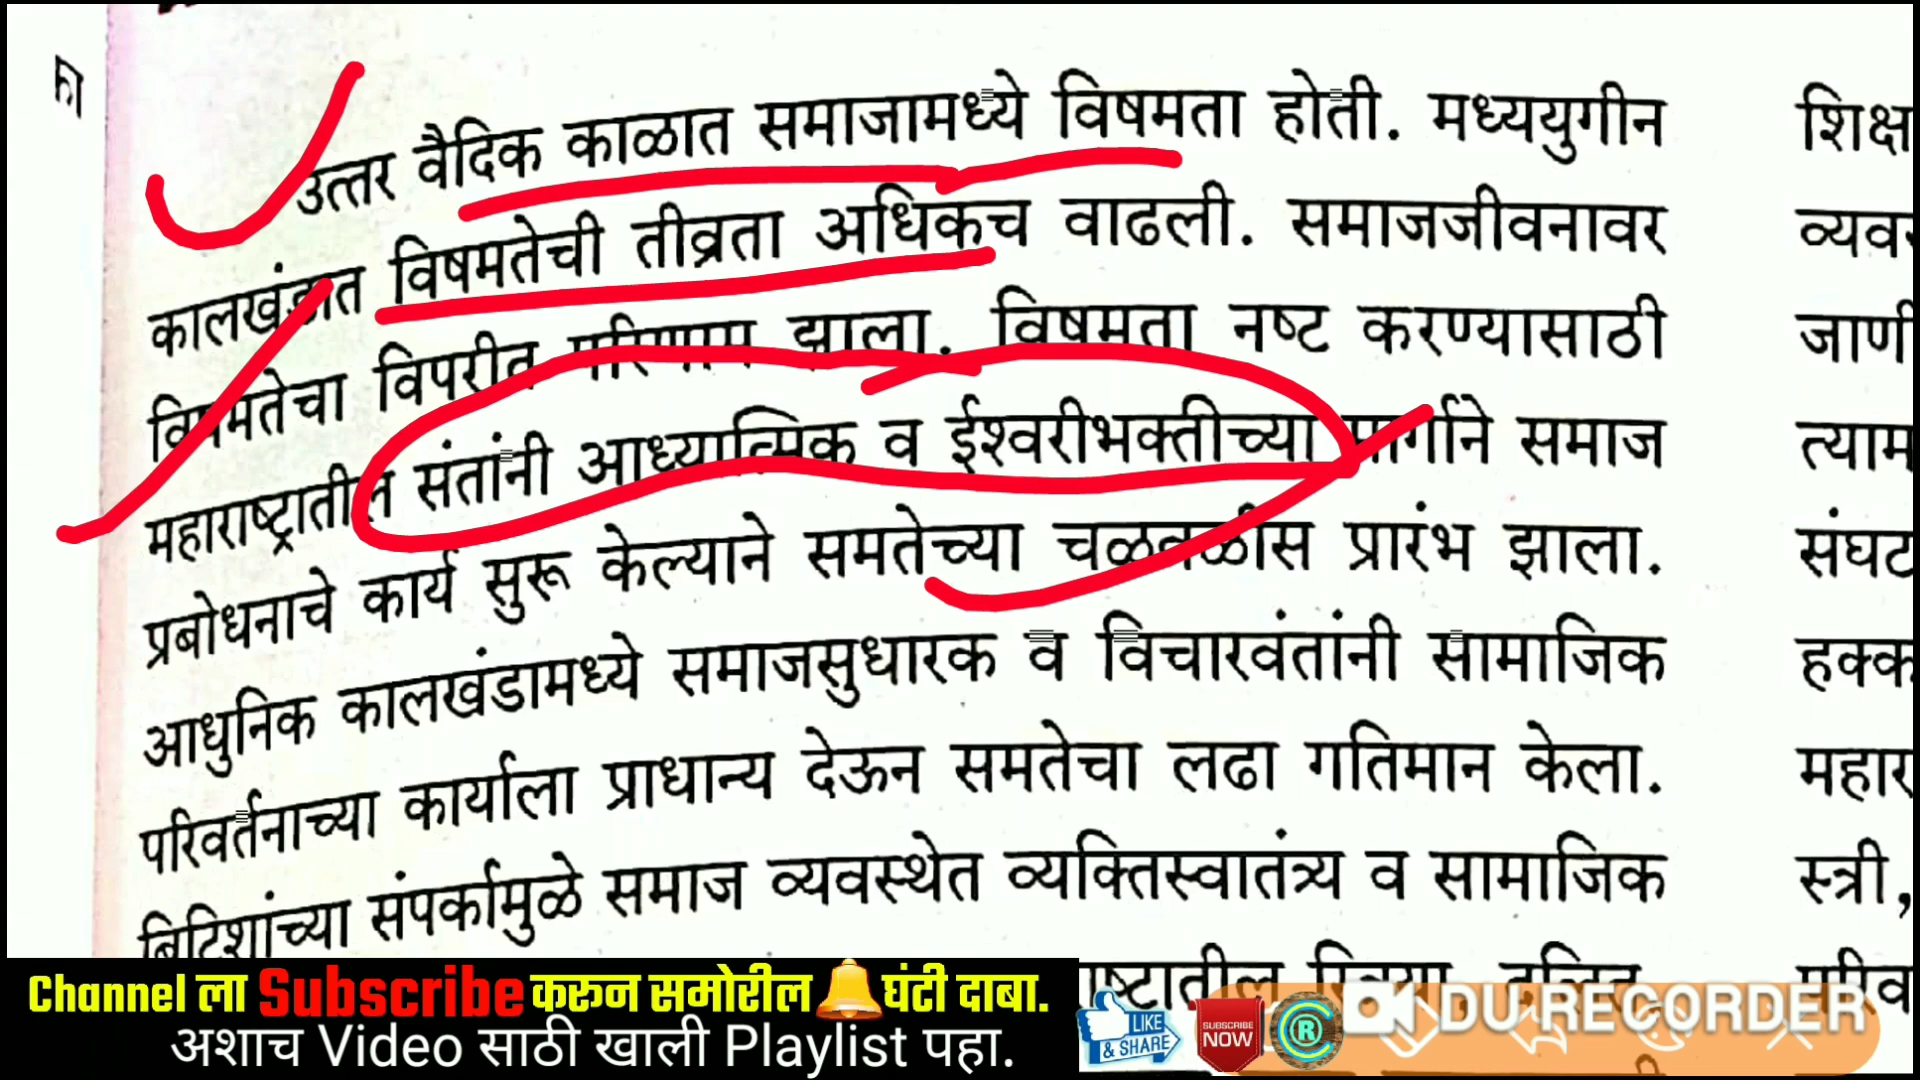 उत्तर वैदिक काळात समाजामध्ये विषमता होती. मध्ययुगीन
कालखंडात विषमतेची तीव्रता अधिकच वाढली. समाजजीवनावर
विषमतेचा विपरीत परिणाम झाला. विषमता नष्ट करण्यासाठी
महाराष्ट्रातील संतांनी आध्यात्मिक व ईश्वरीभक्तीच्या मार्गाने समाज
प्रबोधनाचे कार्य सुरू केल्याने समतेच्या चळवळीस प्रारंभ झाला.
आधुनिक कालखंडामध्ये समाजसुधारक व विचारवंतांनी सामाजिक
परिवर्तनाच्या कार्याला प्राधान्य देऊन समतेचा लढा गतिमान केला.
ब्रिटिशांच्या संपर्कामुळे समाज व्यवस्थेत व्यक्तिस्वातंत्र्य व सामाजिक
शिक्ष
जाणी
त्याम
संघट
हक्क
महार
स्त्री,
Channel ला Subscribe करून समोरील घंटी दाबा.
अशाच Video साठी खाली Playlist पहा.
LIKE & SHARE
SUBSCRIBE NOW
R
DU RECORDER